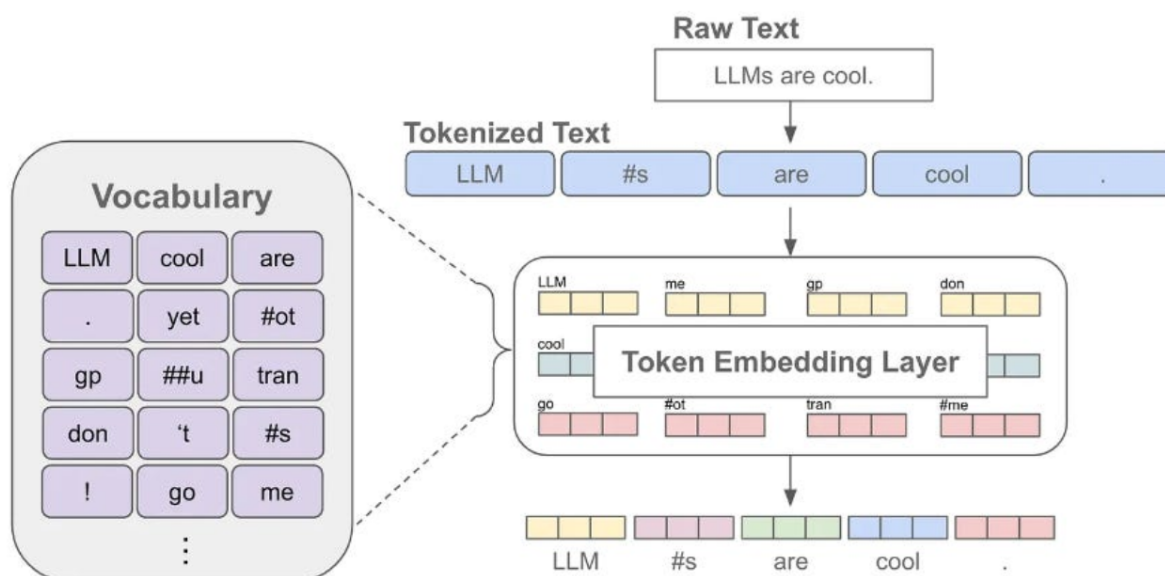 Raw Text
LLMs are cool.
Tokenized Text
LLM #s are cool .
Vocabulary
LLM cool are
. yet #ot
gp ##u tran
don ‘t #s
! go me
⋮
LLM me gp don
cool
Token Embedding Layer
go #ot tran #me
LLM #s are cool .